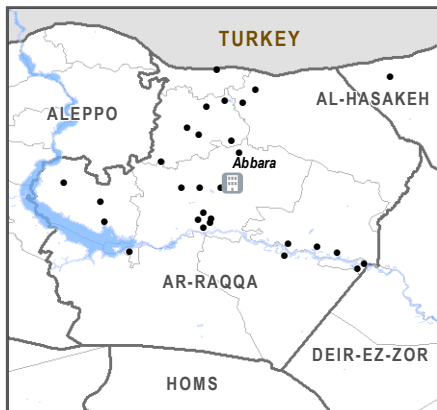 TURKEY
AL-HASAKEH
ALEPPO
Abbara
AR-RAQQA
DEIR-EZ-ZOR
HOMS